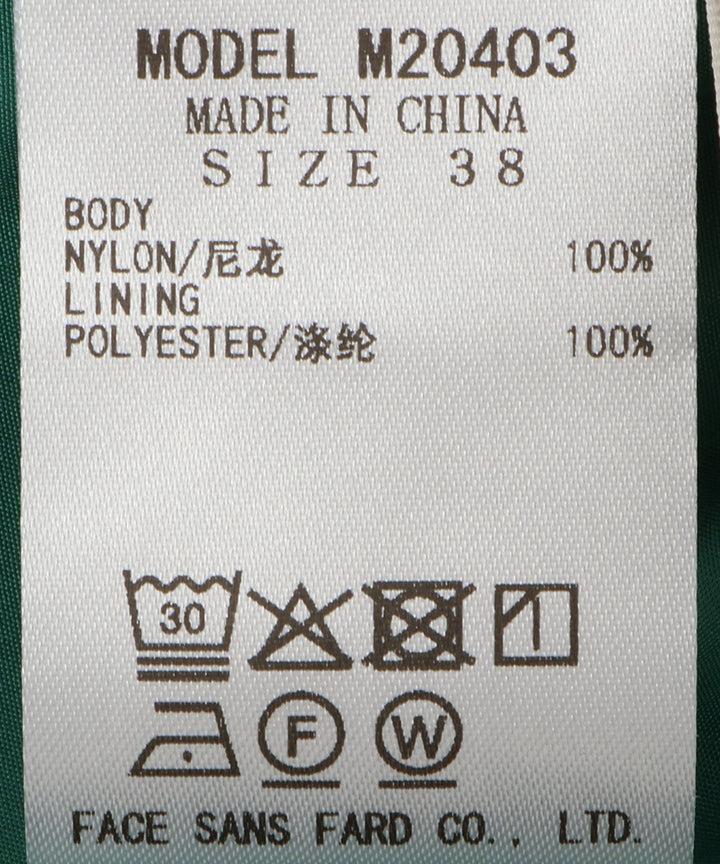 MODEL M20403
MADE IN CHINA
SIZE 38
BODY
NYLON/尼龙 100%
LINING
POLYESTER/涤纶 100%
30
F W
FACE SANS FARD CO., LTD.